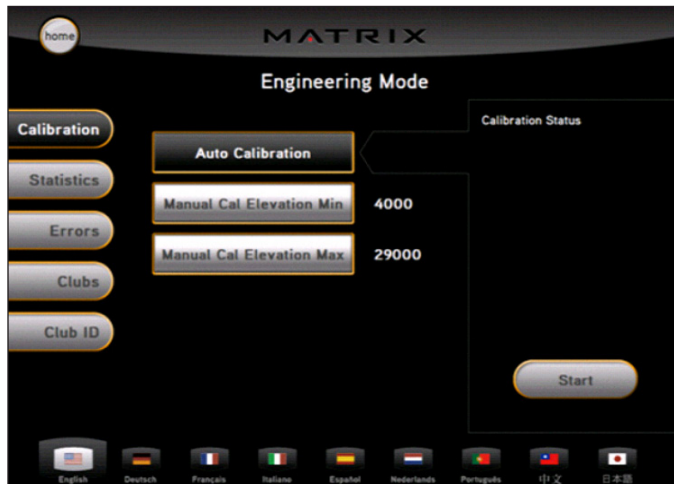 home
MATRIX
Engineering Mode
Calibration
Statistics
Errors
Clubs
Club ID
Auto Calibration
Manual Cal Elevation Min 4000
Manual Cal Elevation Max 29000
Calibration Status
Start
English Deutsch Français Italiano Español Nederlands Português 中文 日本語